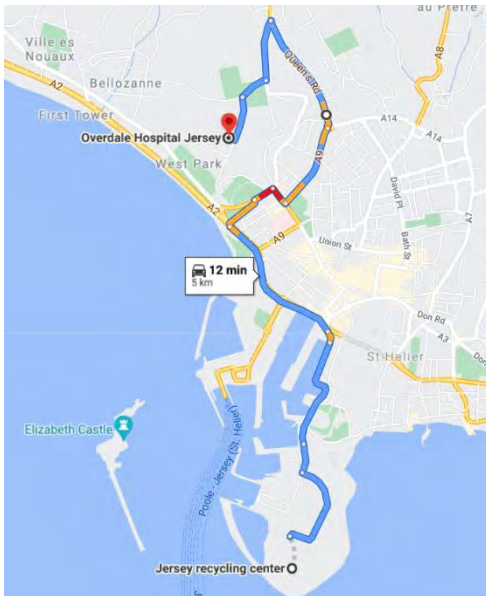 au Prêtre
Ville ès
Nouaux
A2
Bellozanne
Queen's Rd
A8
First Tower
A14
A14
Overdale Hospital Jersey
A9
West Park
A2
David Pl
A7
A9
Union St
Bath St
12 min
5 km
Don Rd
A3
St Helier
Elizabeth Castle
Poole - Jersey (St. Helier)
Jersey recycling center